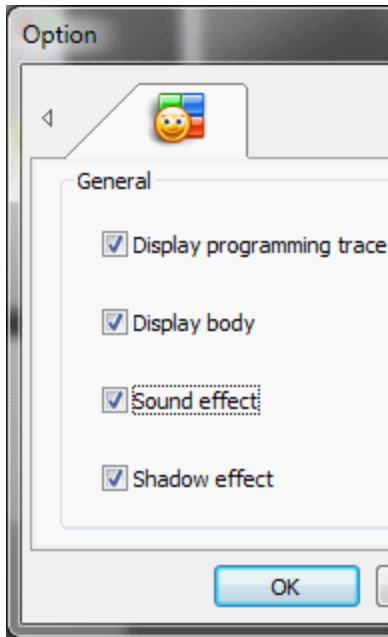 Option
General
Display programming trace
Display body
Sound effect
Shadow effect
OK